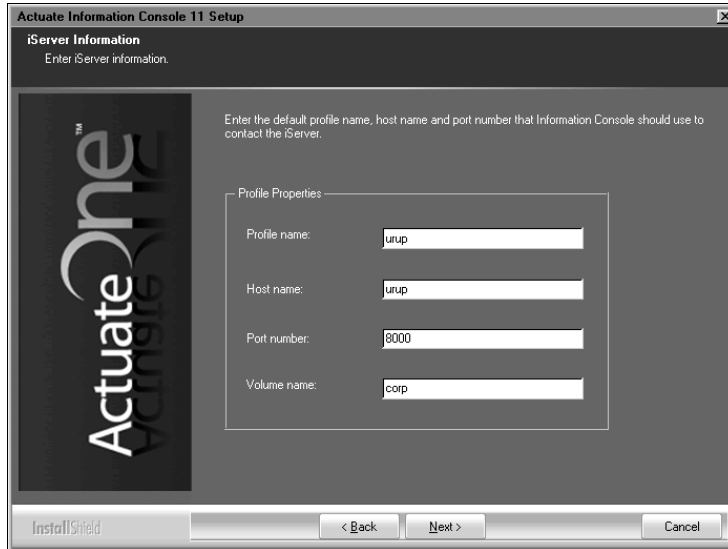 Actuate Information Console 11 Setup
iServer Information
Enter iServer information.
Enter the default profile name, host name and port number that Information Console should use to
contact the iServer.
Profile Properties
Profile name:
urup
Host name:
urup
Port number:
8000
Volume name:
corp
ActuateOne™
InstallShield
< Back
Next >
Cancel